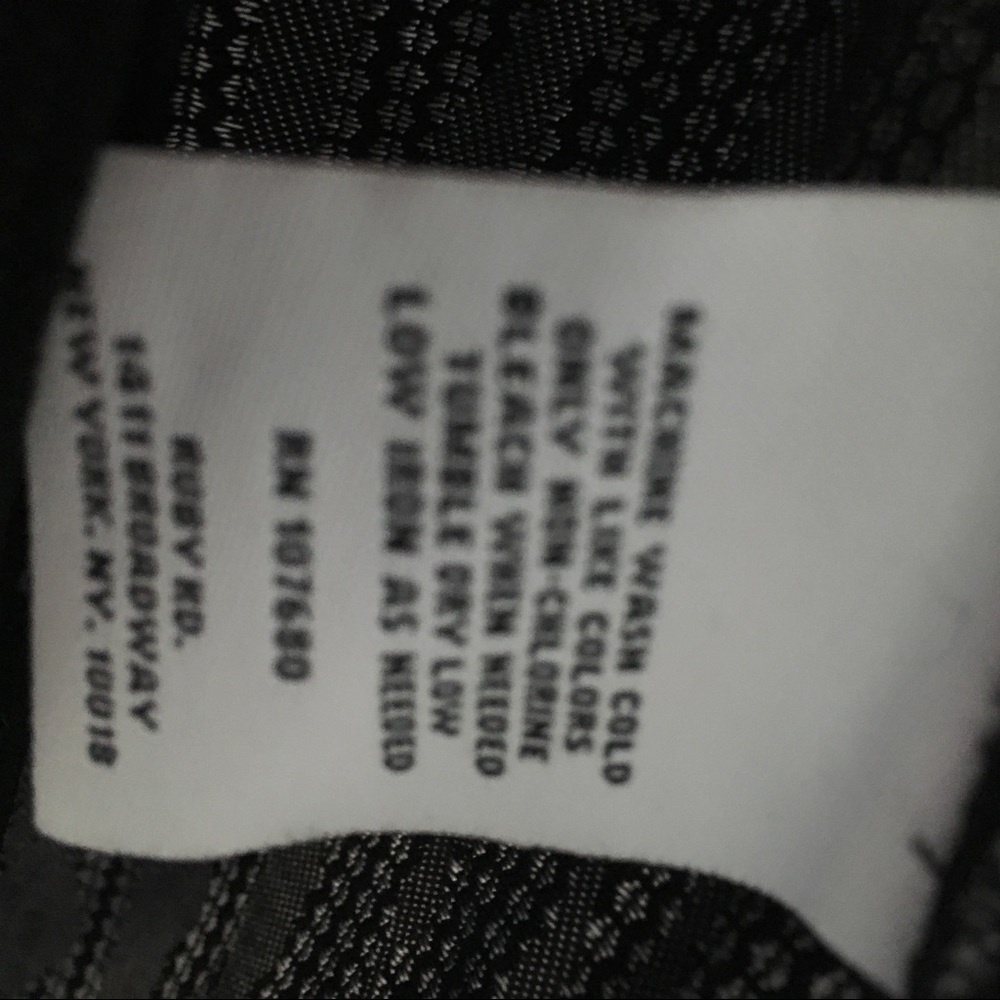 MACHINE WASH COLD
WITH LIKE COLORS
ONLY NON-CHLORINE
BLEACH WHEN NEEDED
TUMBLE DRY LOW
LOW IRON AS NEEDED
RN 107680
RUBY RD.
1411 BROADWAY
NEW YORK. NY. 10018